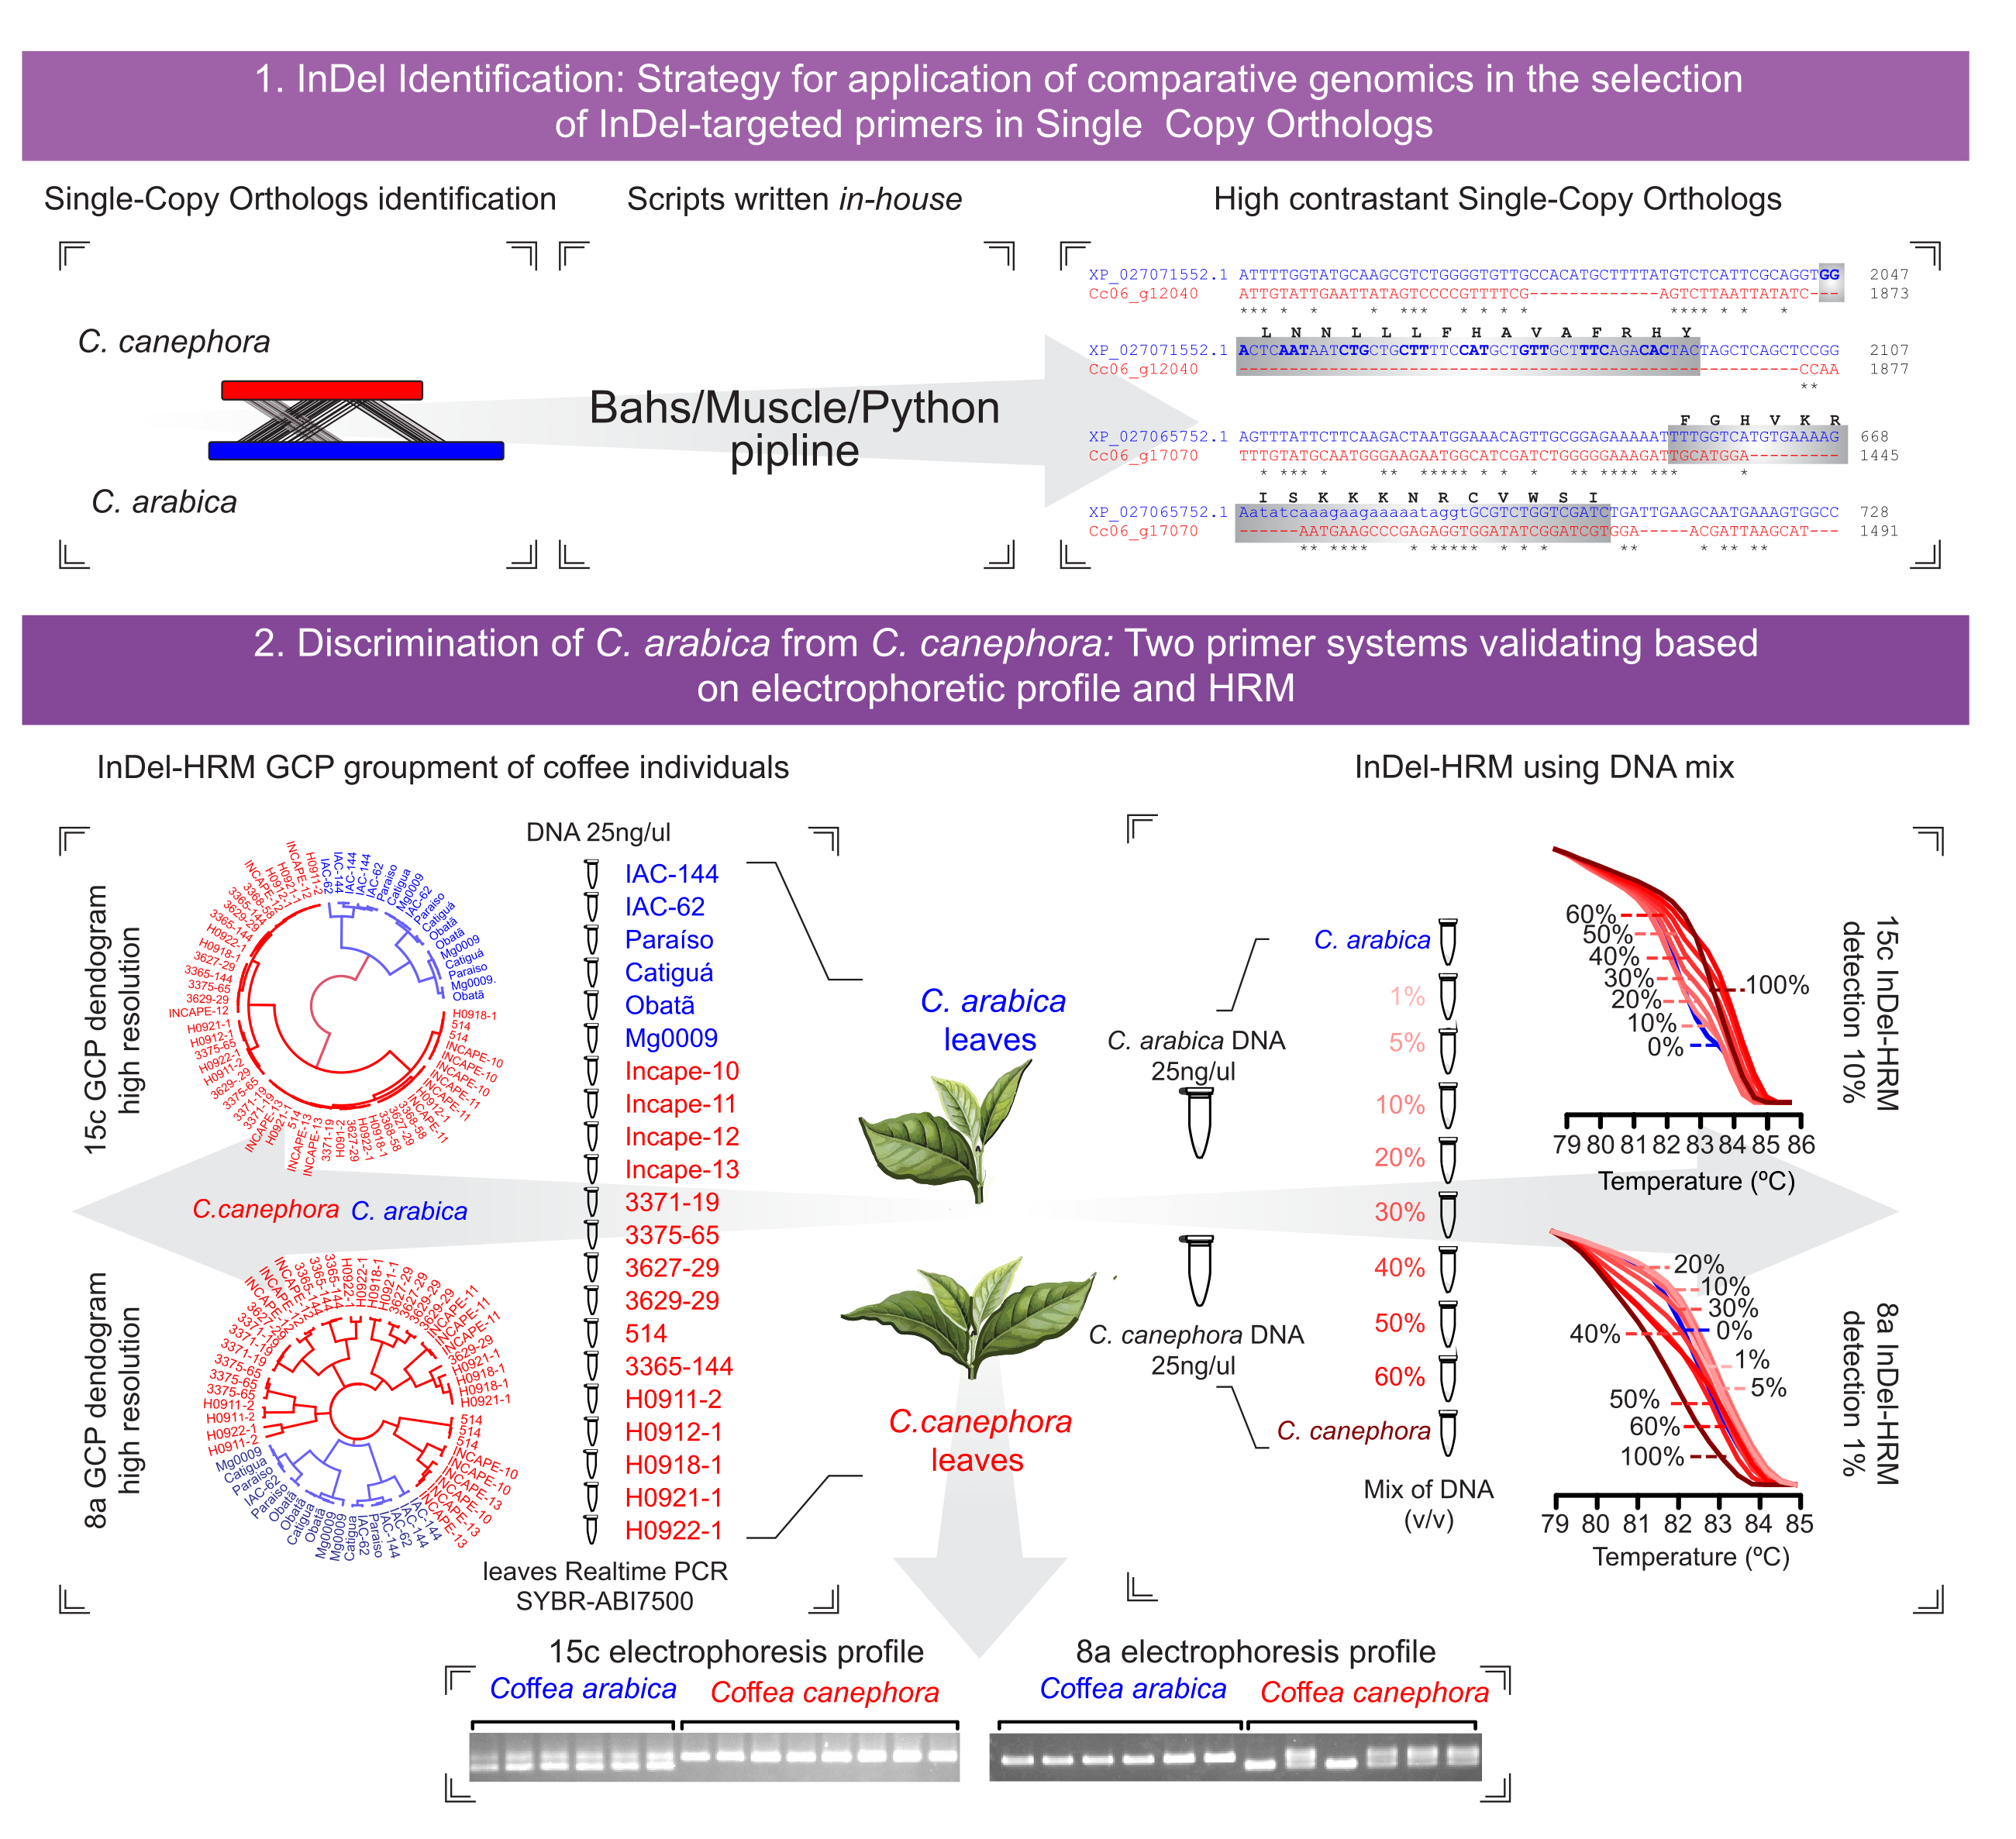 1. InDel Identification: Strategy for application of comparative genomics in the selection
of InDel-targeted primers in Single Copy Orthologs
Single-Copy Orthologs identification
Scripts written in-house
High contrastant Single-Copy Orthologs
C. canephora
C. arabica
Bahs/Muscle/Python
pipline
XP_027071552.1 ATTTTGGTATGCAAGCGTCTGGGGTGTTGCCACATGCTTTTATGTCTCATTCGCAGGTGG 2047
Cc06_g12040 ATTGTATTGAATTATAGTCCCCGTTTTCG-------------AGTCTTAATTATATC--- 1873
*** * * * *** * * * * **** * * *
L N N L L L F H A V A F R H Y
XP_027071552.1 ACTCAATAATCTGCTGCTTTTCCATGCTGTTGCTTTCAGACACTACTAGCTCAGCTCCGG 2107
Cc06_g12040 --------------------------------------------------------CCAA 1877
**
F G H V K R
XP_027065752.1 AGTTTATTCTTCAAGACTAATGGAAACAGTTGCGGAGAAAAATTTTGGTCATGTGAAAAG 668
Cc06_g17070 TTTGTATGCAATGGGAAGAATGGCATCGATCTGGGGGAAAGATTGCATGGA--------- 1445
* *** * ** ***** * * * ** **** *** *
I S K K K N R C V W S I
XP_027065752.1 AatatcaaagaagaaaaataggtGCGTCTGGTCGATCTGATTGAAGCAATGAAAGTGGCC 728
Cc06_g17070 ------AATGAAGCCCGAGAGGTGGATATCGGATCGTGGA-----ACGATTAAGCAT--- 1491
** **** * ***** * * * ** * ** **
2. Discrimination of C. arabica from C. canephora: Two primer systems validating based
on electrophoretic profile and HRM
InDel-HRM GCP groupment of coffee individuals
InDel-HRM using DNA mix
15c GCP dendogram
high resolution
C.canephora C. arabica
8a GCP dendogram
high resolution
DNA 25ng/ul
IAC-144
IAC-62
Paraíso
Catiguá
Obatã
Mg0009
Incape-10
Incape-11
Incape-12
Incape-13
3371-19
3375-65
3627-29
3629-29
514
3365-144
H0911-2
H0912-1
H0918-1
H0921-1
H0922-1
leaves Realtime PCR
SYBR-ABI7500
C. arabica
leaves
C.canephora
leaves
C. arabica DNA
25ng/ul
C. canephora DNA
25ng/ul
C. arabica
1%
5%
10%
20%
30%
40%
50%
60%
C. canephora
Mix of DNA
(v/v)
60%
50%
40%
30%
20%
10%
0%
100%
79 80 81 82 83 84 85 86
Temperature (ºC)
15c InDel-HRM
detection 10%
20%
10%
30%
0%
40%
1%
5%
50%
60%
100%
79 80 81 82 83 84 85
Temperature (ºC)
8a InDel-HRM
detection 1%
15c electrophoresis profile
Coffea arabica Coffea canephora
8a electrophoresis profile
Coffea arabica Coffea canephora